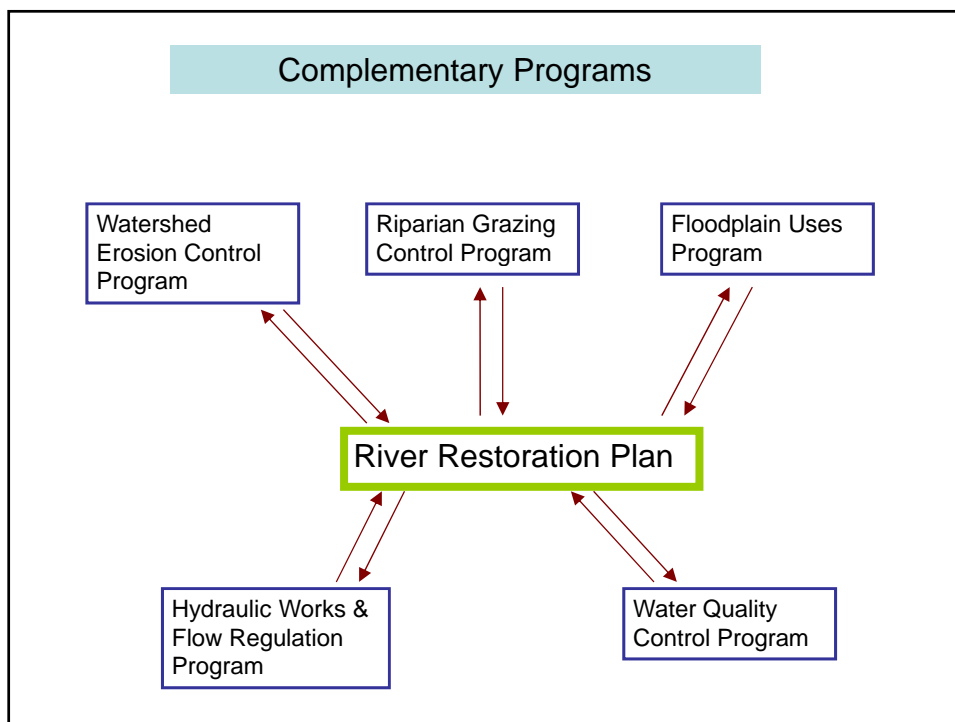 Complementary Programs
Watershed
Erosion Control
Program
Riparian Grazing
Control Program
Floodplain Uses
Program
River Restoration Plan
Hydraulic Works &
Flow Regulation
Program
Water Quality
Control Program